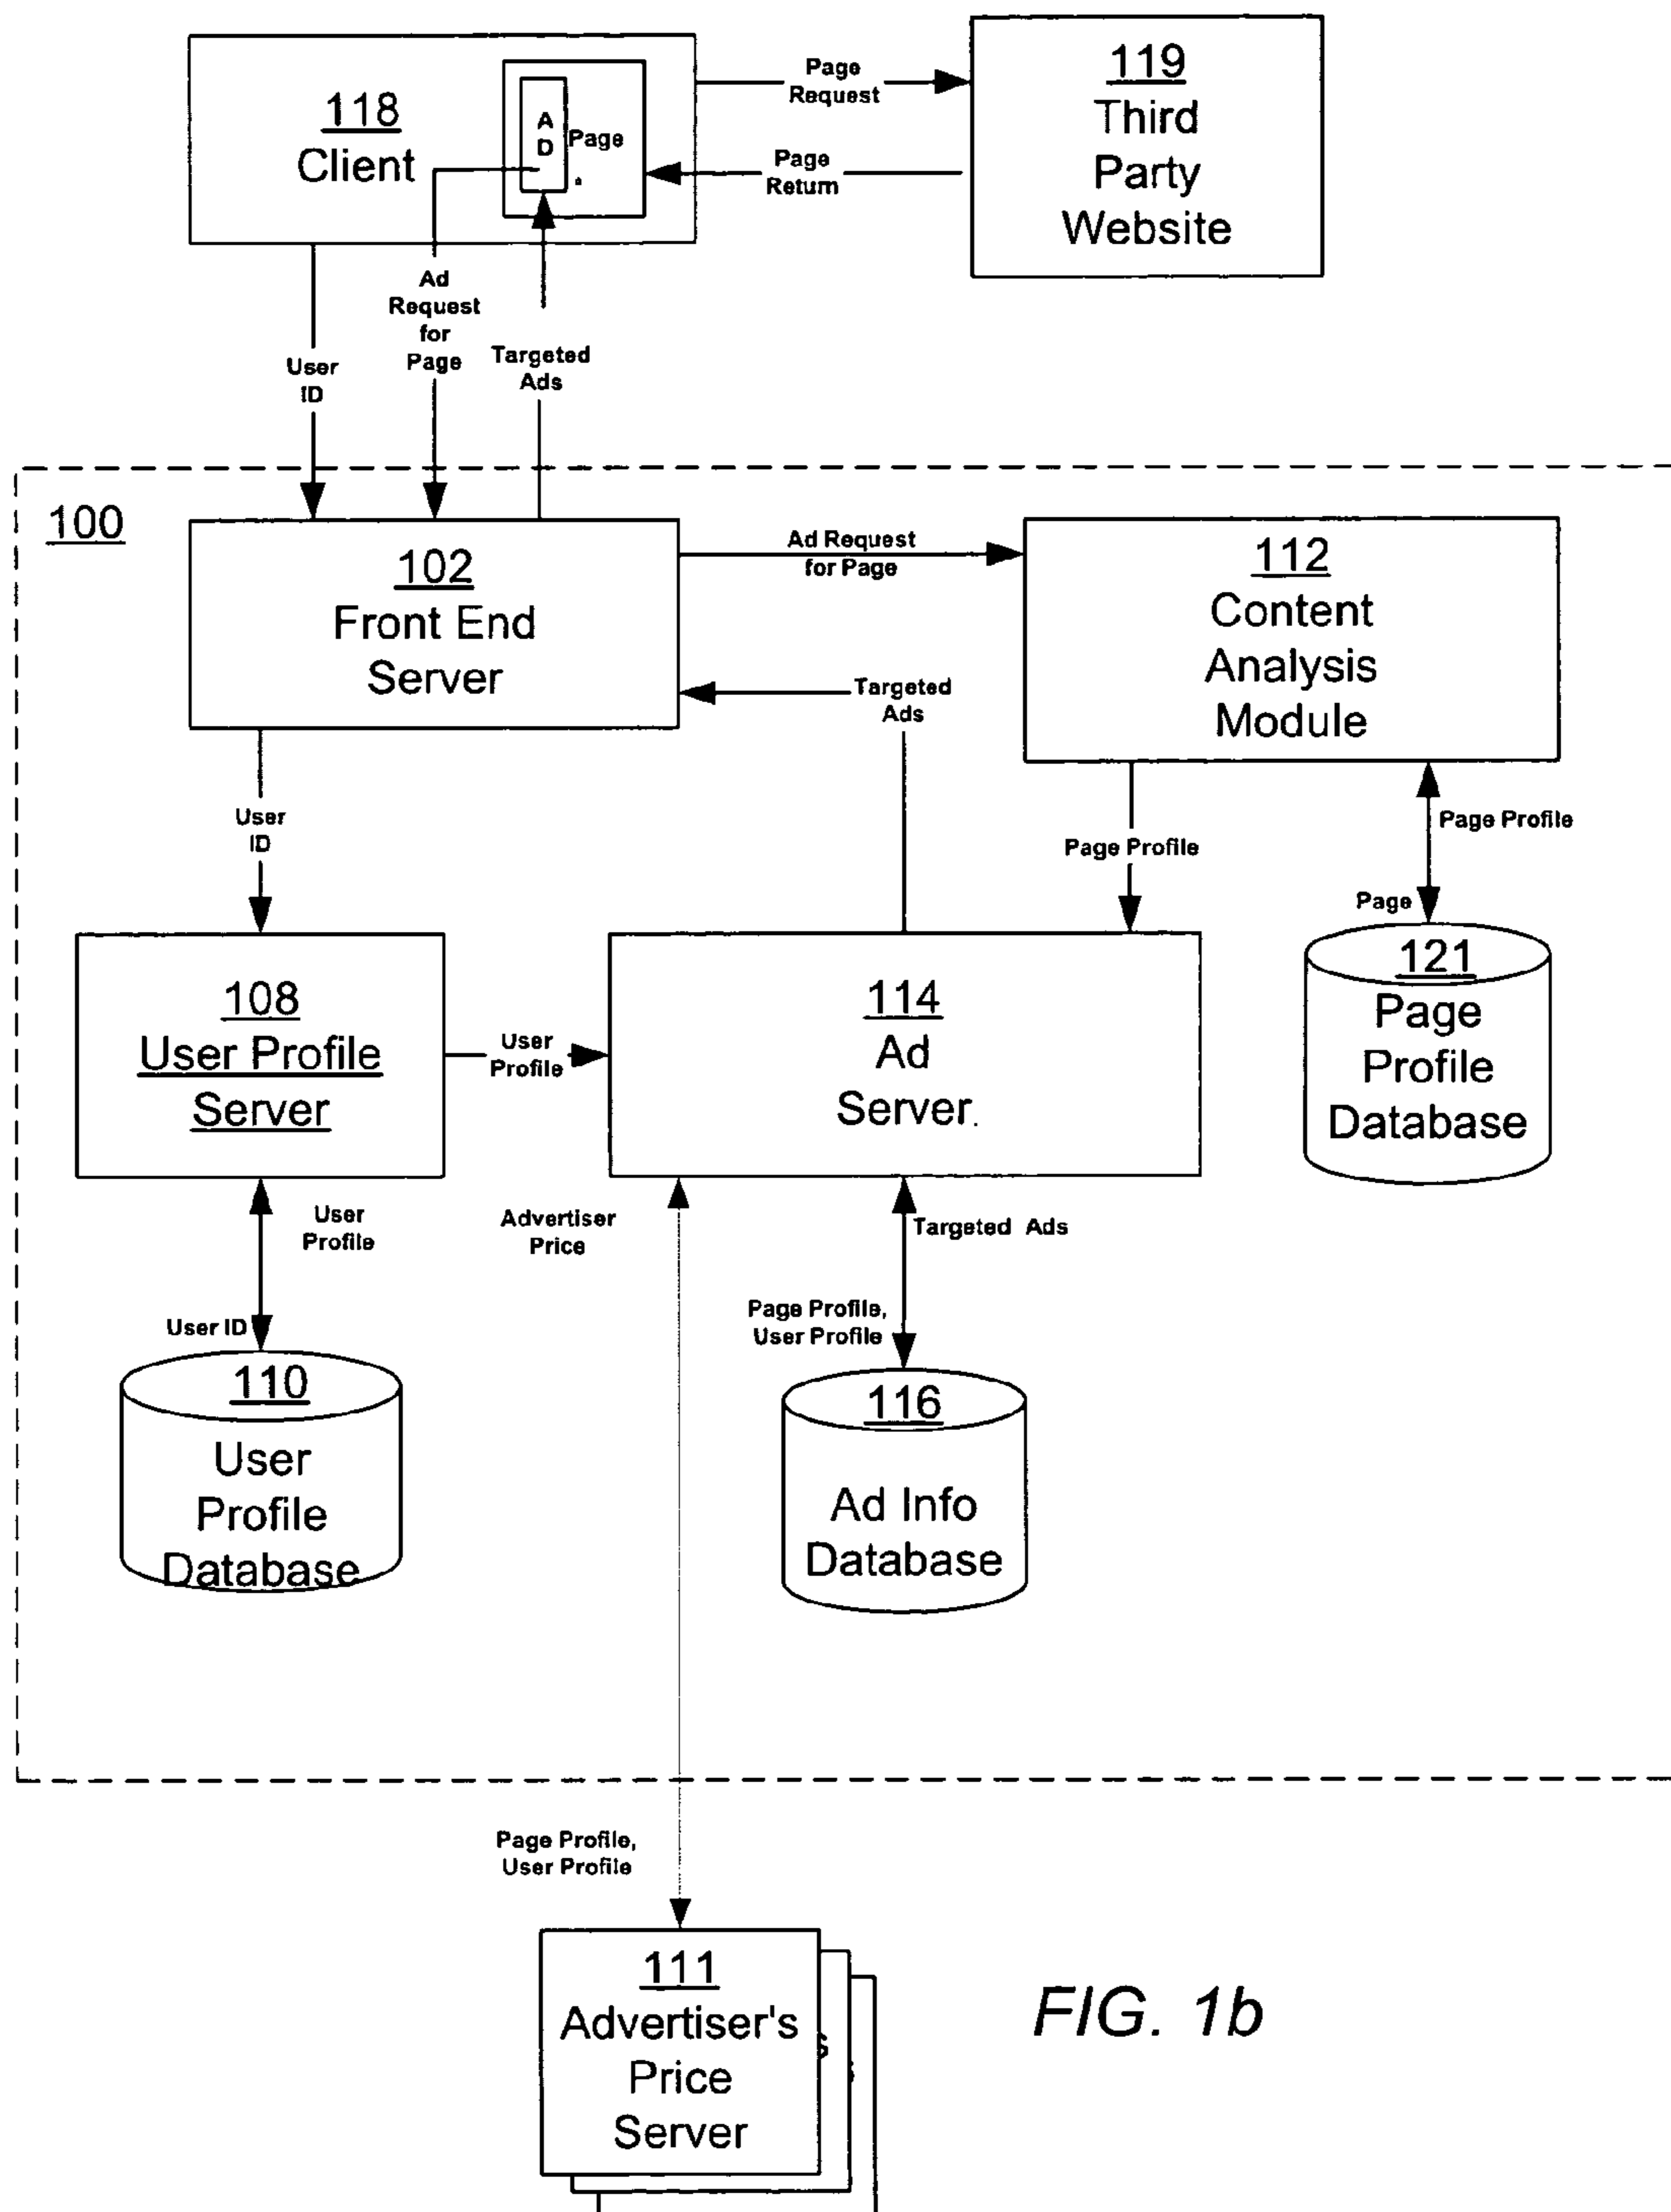 118
Client
A
D
Page
Page
Request
Page
Return
119
Third
Party
Website
User
ID
Ad
Request
for
Page
Targeted
Ads
100
102
Front End
Server
Ad Request
for Page
112
Content
Analysis
Module
Targeted
Ads
User
ID
Page Profile
Page Profile
Page
108
User Profile
Server
User
Profile
114
Ad
Server.
121
Page
Profile
Database
User
Profile
User ID
Advertiser
Price
Targeted Ads
Page Profile,
User Profile
110
User
Profile
Database
116
Ad Info
Database
Page Profile,
User Profile
111
Advertiser's
Price
Server
s
FIG. 1b